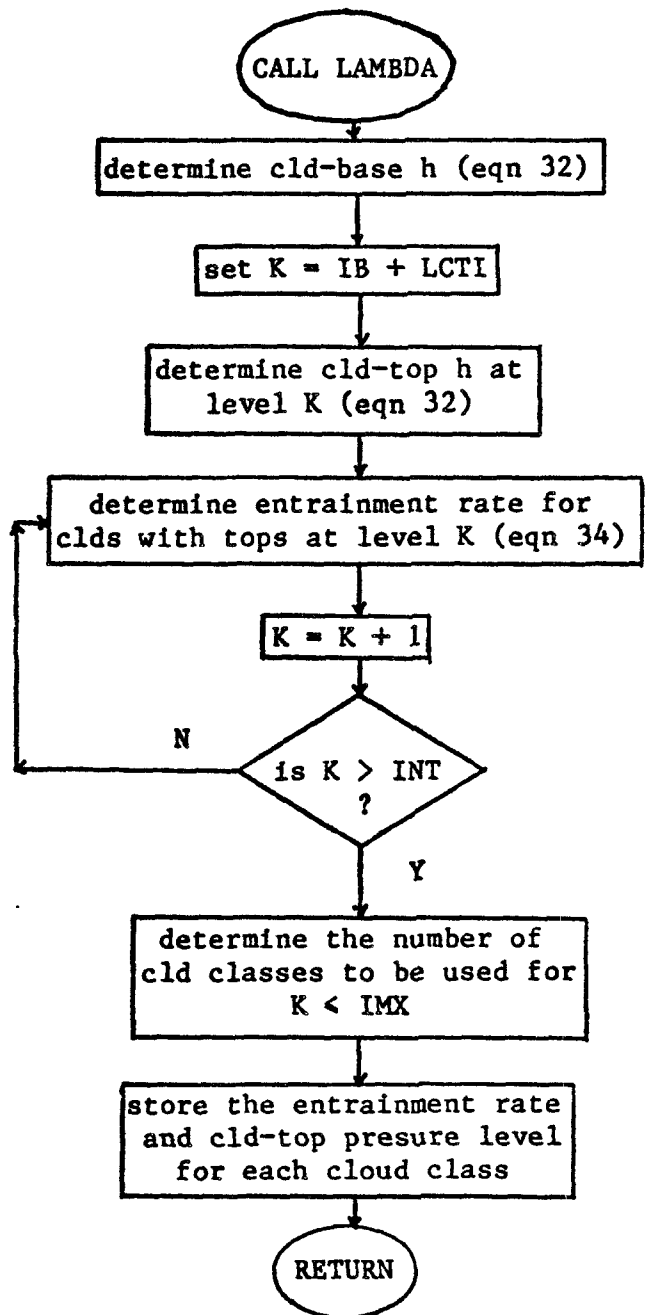 CALL LAMBDA
determine cld-base h (eqn 32)
set K = IB + LCTI
determine cld-top h at
level K (eqn 32)
determine entrainment rate for
clds with tops at level K (eqn 34)
K = K + 1
N
is K > INT
?
Y
determine the number of
cld classes to be used for
K < IMX
store the entrainment rate
and cld-top presure level
for each cloud class
RETURN